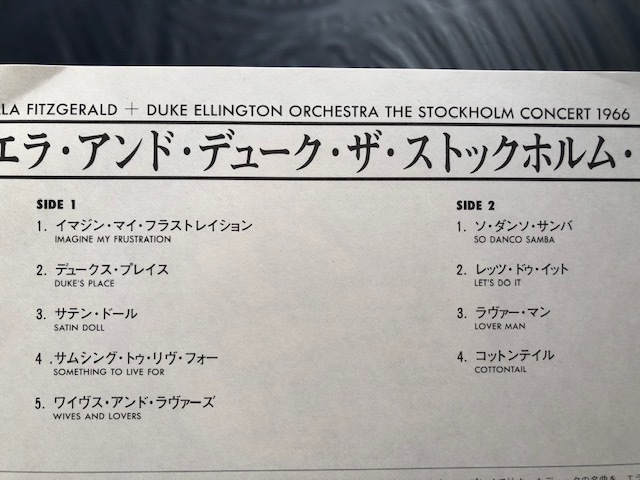 LLA FITZGERALD + DUKE ELLINGTON ORCHESTRA THE STOCKHOLM CONCERT 1966
エラ・アンド・デューク・ザ・ストックホルム・
SIDE 1
1. イマジン・マイ・フラストレイション
IMAGINE MY FRUSTRATION
2. デュークス・プレイス
DUKE'S PLACE
3. サテン・ドール
SATIN DOLL
4 .サムシング・トゥ・リヴ・フォー
SOMETHING TO LIVE FOR
5. ワイヴス・アンド・ラヴァーズ
WIVES AND LOVERS
SIDE 2
1. ソ・ダンソ・サンバ
SO DANCO SAMBA
2. レッツ・ドゥ・イット
LET'S DO IT
3. ラヴァー・マン
LOVER MAN
4. コットンテイル
COTTONTAIL